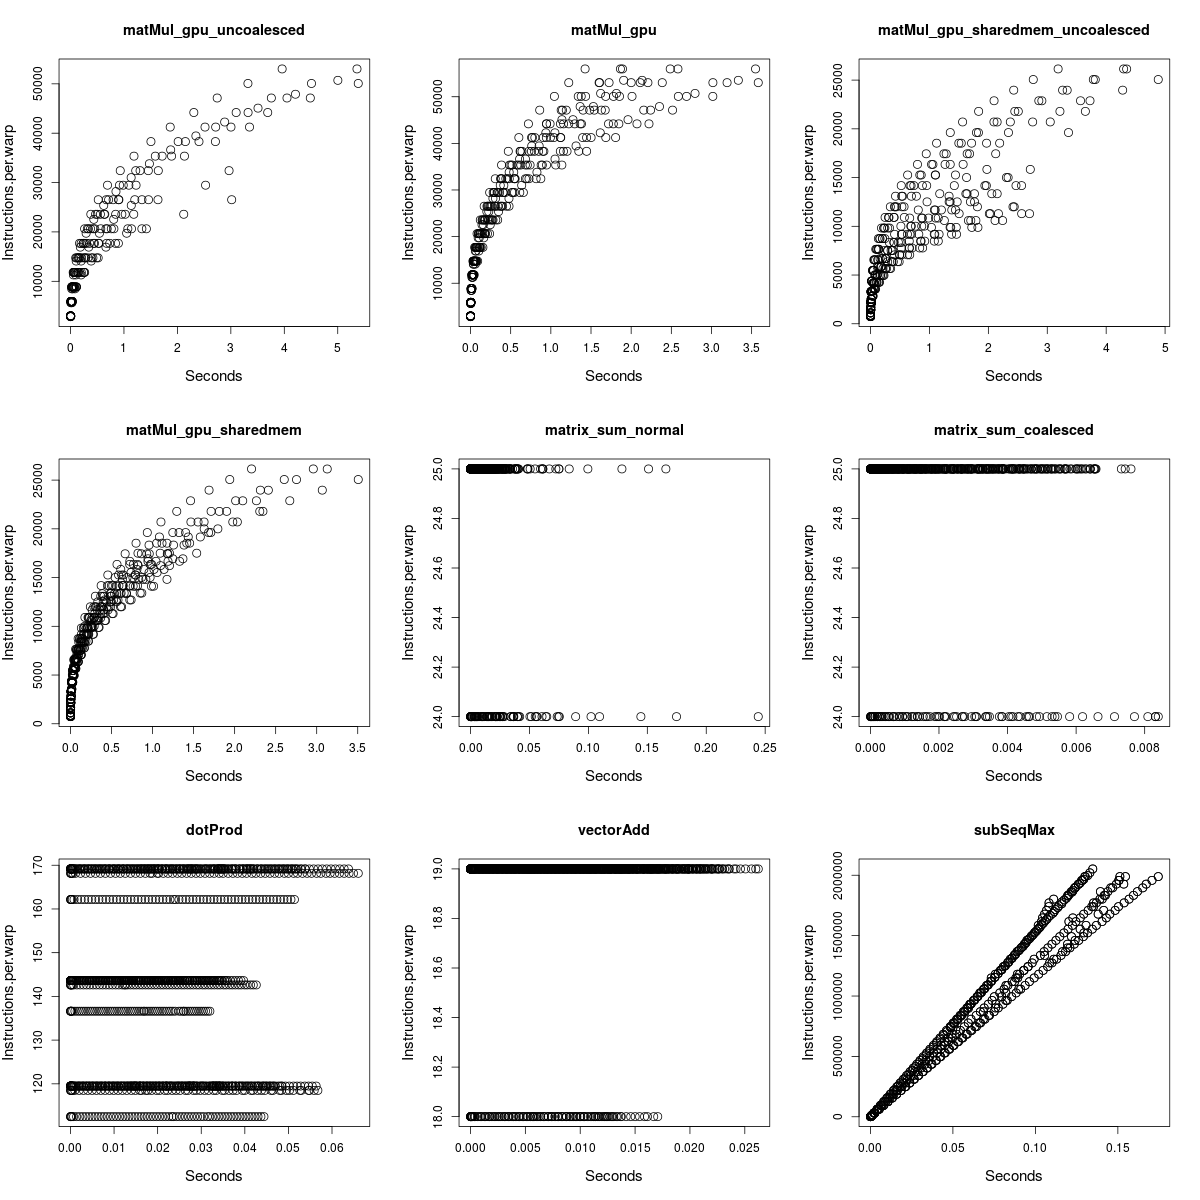 matMul_gpu_uncoalesced
Instructions.per.warp
50000
40000
30000
20000
10000
0 1 2 3 4 5
Seconds
matMul_gpu
Instructions.per.warp
50000
40000
30000
20000
10000
0.0 0.5 1.0 1.5 2.0 2.5 3.0 3.5
Seconds
matMul_gpu_sharedmem_uncoalesced
Instructions.per.warp
25000
20000
15000
10000
5000
0
0 1 2 3 4 5
Seconds
matMul_gpu_sharedmem
Instructions.per.warp
25000
20000
15000
10000
5000
0
0.0 0.5 1.0 1.5 2.0 2.5 3.0 3.5
Seconds
matrix_sum_normal
Instructions.per.warp
25.0
24.8
24.6
24.4
24.2
24.0
0.00 0.05 0.10 0.15 0.20 0.25
Seconds
matrix_sum_coalesced
Instructions.per.warp
25.0
24.8
24.6
24.4
24.2
24.0
0.000 0.002 0.004 0.006 0.008
Seconds
dotProd
Instructions.per.warp
170
160
150
140
130
120
0.00 0.01 0.02 0.03 0.04 0.05 0.06
Seconds
vectorAdd
Instructions.per.warp
19.0
18.8
18.6
18.4
18.2
18.0
0.000 0.005 0.010 0.015 0.020 0.025
Seconds
subSeqMax
Instructions.per.warp
2000000
1500000
1000000
500000
0
0.00 0.05 0.10 0.15
Seconds